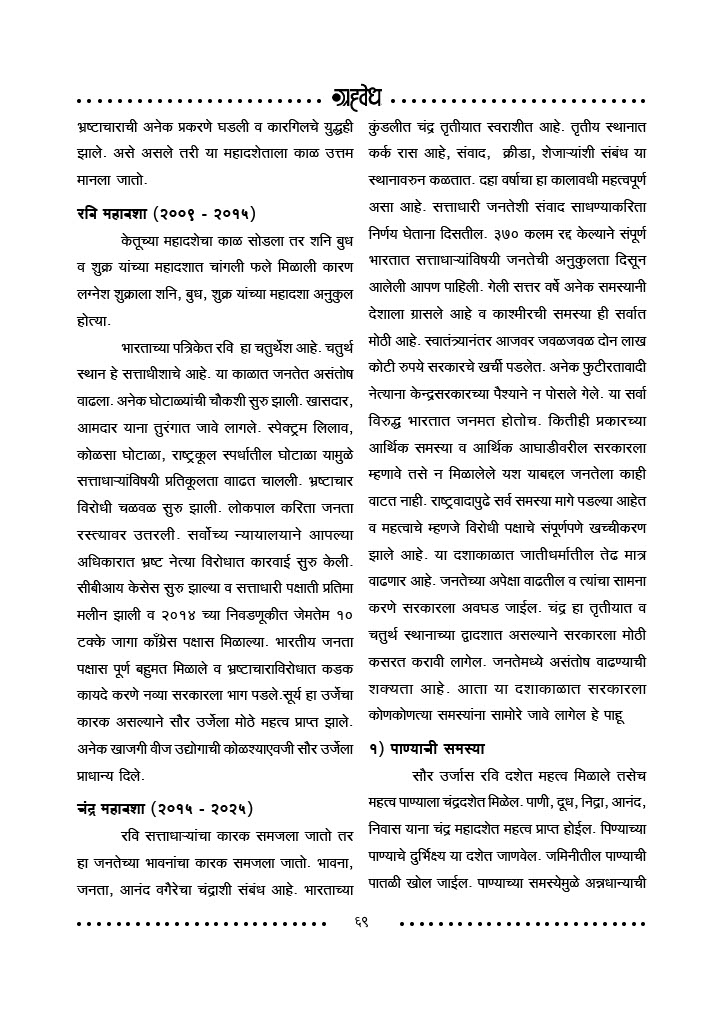 ग्रहवेध
भ्रष्टाचाराची अनेक प्रकरणे घडली व कारगिलचे युद्धही
झाले. असे असले तरी या महादशेताला काळ उत्तम
मानला जातो.
रवि महादशा (२००९ - २०१५)
केतूच्या महादशेचा काळ सोडला तर शनि बुध
व शुक्र यांच्या महादशात चांगली फले मिळाली कारण
लग्नेश शुक्राला शनि, बुध, शुक्र यांच्या महादशा अनुकुल
होत्या.
भारताच्या पत्रिकेत रवि हा चतुर्थेश आहे. चतुर्थ
स्थान हे सत्ताधीशाचे आहे. या काळात जनतेत असंतोष
वाढला. अनेक घोटाळ्यांची चौकशी सुरु झाली. खासदार,
आमदार याना तुरंगात जावे लागले. स्पेक्ट्रम लिलाव,
कोळसा घोटाळा, राष्ट्रकूल स्पर्धातील घोटाळा यामुळे
सत्ताधाऱ्यांविषयी प्रतिकूलता वााढत चालली. भ्रष्टाचार
विरोधी चळवळ सुरु झाली. लोकपाल करिता जनता
रस्त्यावर उतरली. सर्वोच्य न्यायालयाने आपल्या
अधिकारात भ्रष्ट नेत्या विरोधात कारवाई सुरु केली.
सीबीआय केसेस सुरु झाल्या व सत्ताधारी पक्षाती प्रतिमा
मलीन झाली व २०१४ च्या निवडणूकीत जेमतेम १०
टक्के जागा काँग्रेस पक्षास मिळाल्या. भारतीय जनता
पक्षास पूर्ण बहुमत मिळाले व भ्रष्टाचाराविरोधात कडक
कायदे करणे नव्या सरकारला भाग पडले.सूर्य हा उर्जेचा
कारक असल्याने सौर उर्जेला मोठे महत्व प्राप्त झाले.
अनेक खाजगी वीज उद्योगाची कोळश्याएवजी सौर उर्जेला
प्राधान्य दिले.
चंद्र महादशा (२०१५ - २०२५)
रवि सत्ताधाऱ्यांचा कारक समजला जातो तर
हा जनतेच्या भावनांचा कारक समजला जातो. भावना,
जनता, आनंद वगैरेचा चंद्राशी संबंध आहे. भारताच्या
कुंडलीत चंद्र तृतीयात स्वराशीत आहे. तृतीय स्थानात
कर्क रास आहे, संवाद, क्रीडा, शेजाऱ्यांशी संबंध या
स्थानावरुन कळतात. दहा वर्षाचा हा कालावधी महत्वपूर्ण
असा आहे. सत्ताधारी जनतेशी संवाद साधण्याकरिता
निर्णय घेताना दिसतील. ३७० कलम रद्द केल्याने संपूर्ण
भारतात सत्ताधाऱ्यांविषयी जनतेची अनुकुलता दिसून
आलेली आपण पाहिली. गेली सत्तर वर्षे अनेक समस्यानी
देशाला ग्रासले आहे व काश्मीरची समस्या ही सर्वात
मोठी आहे. स्वातंत्र्यानंतर आजवर जवळजवळ दोन लाख
कोटी रुपये सरकारचे खर्ची पडलेत. अनेक फुटीरतावादी
नेत्याना केन्द्रसरकारच्या पैश्याने न पोसले गेले. या सर्वा
विरुद्ध भारतात जनमत होतोच. कितीही प्रकारच्या
आर्थिक समस्या व आर्थिक आघाडीवरील सरकारला
म्हणावे तसे न मिळालेले यश याबद्दल जनतेला काही
वाटत नाही. राष्ट्रवादापुढे सर्व समस्या मागे पडल्या आहेत
व महत्वाचे म्हणजे विरोधी पक्षाचे संपूर्णपणे खच्चीकरण
झाले आहे. या दशाकाळात जातीधर्मातील तेढ मात्र
वाढणार आहे. जनतेच्या अपेक्षा वाढतील व त्यांचा सामना
करणे सरकारला अवघड जाईल. चंद्र हा तृतीयात व
चतुर्थ स्थानाच्या द्वादशात असल्याने सरकारला मोठी
कसरत करावी लागेल. जनतेमध्ये असंतोष वाढण्याची
शक्यता आहे. आता या दशाकाळात सरकारला
कोणकोणत्या समस्यांना सामोरे जावे लागेल हे पाहू
१) पाण्याची समस्या
सौर उर्जास रवि दशेत महत्व मिळाले तसेच
महत्व पाण्याला चंद्रदशेत मिळेल. पाणी, दूध, निद्रा, आनंद,
निवास याना चंद्र महादशेत महत्व प्राप्त होईल. पिण्याच्या
पाण्याचे दुर्भिक्ष्य या दशेत जाणवेल. जमिनीतील पाण्याची
पातळी खोल जाईल. पाण्याच्या समस्येमुळे अन्नधान्याची
६९